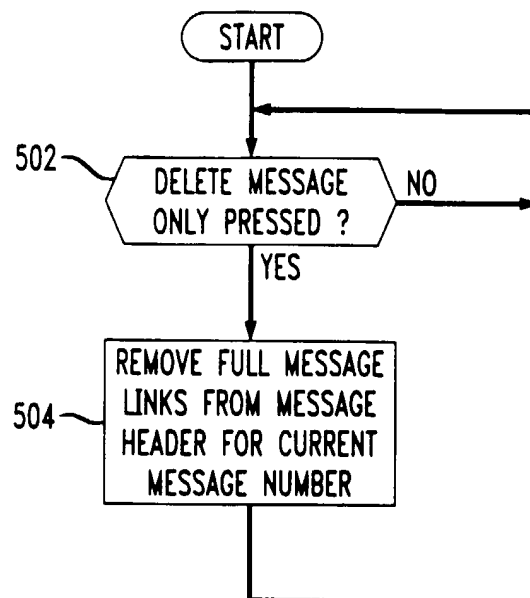 START
502
DELETE MESSAGE
ONLY PRESSED ?
NO
YES
504
REMOVE FULL MESSAGE
LINKS FROM MESSAGE
HEADER FOR CURRENT
MESSAGE NUMBER